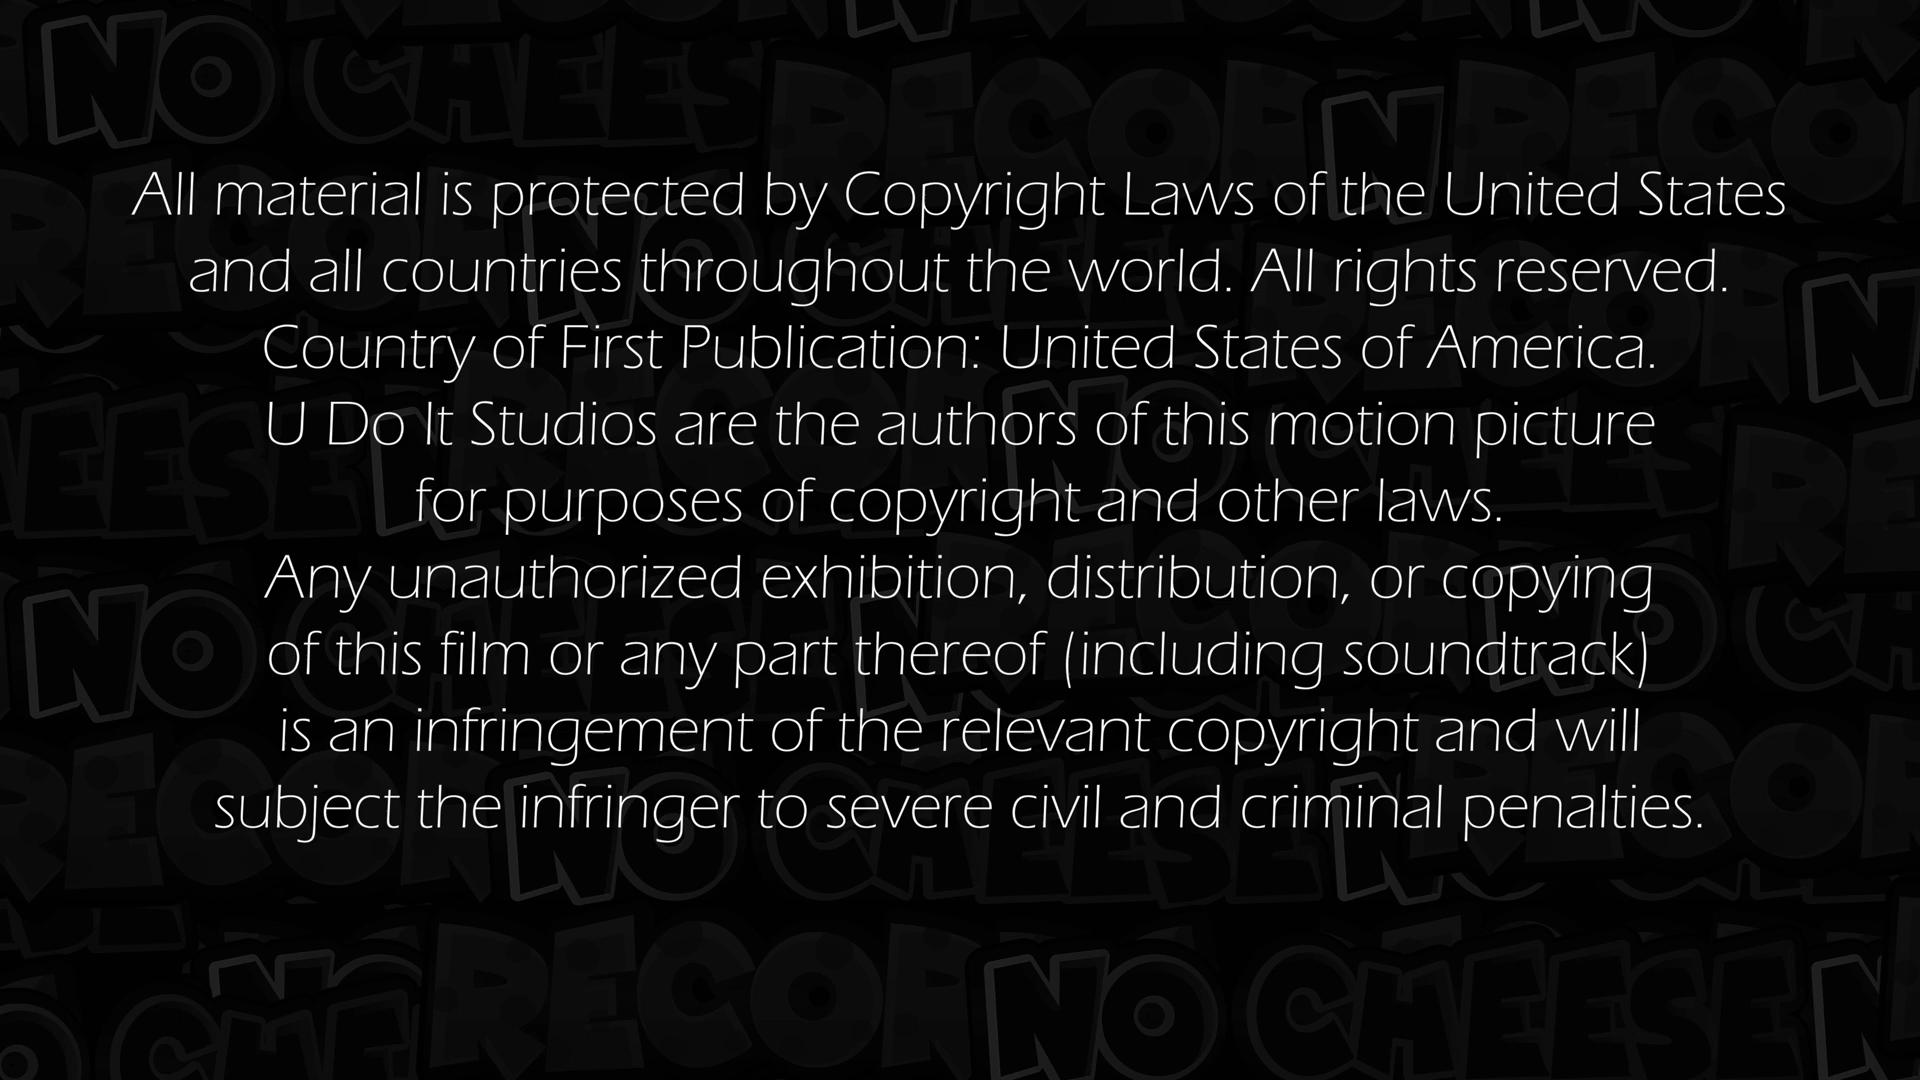 All material is protected by Copyright Laws of the United States
and all countries throughout the world. All rights reserved.
Country of First Publication: United States of America.
U Do It Studios are the authors of this motion picture
for purposes of copyright and other laws.
Any unauthorized exhibition, distribution, or copying
of this film or any part thereof (including soundtrack)
is an infringement of the relevant copyright and will
subject the infringer to severe civil and criminal penalties.